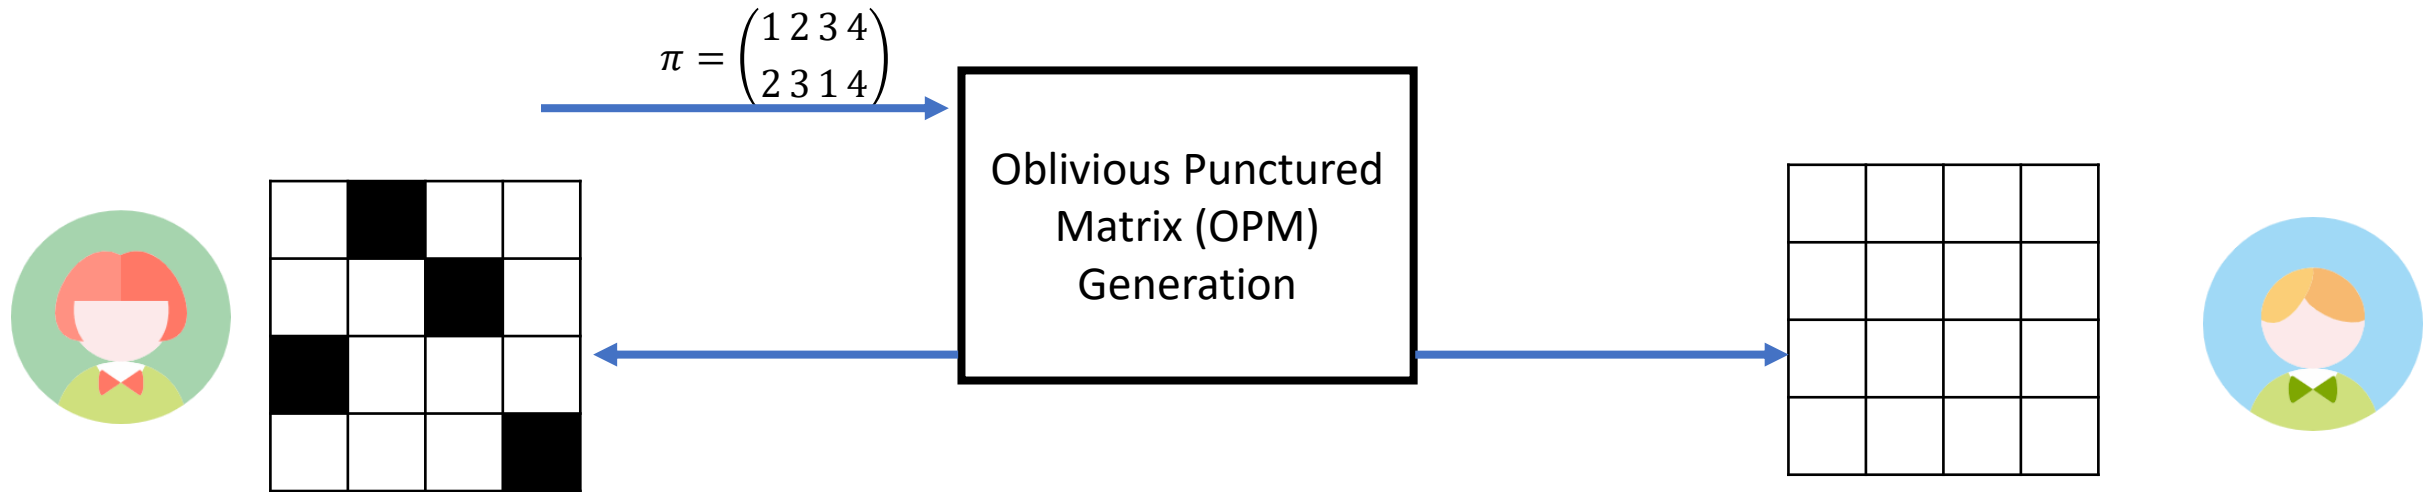 π = (1 2 3 4
2 3 1 4)
Oblivious Punctured
Matrix (OPM)
Generation